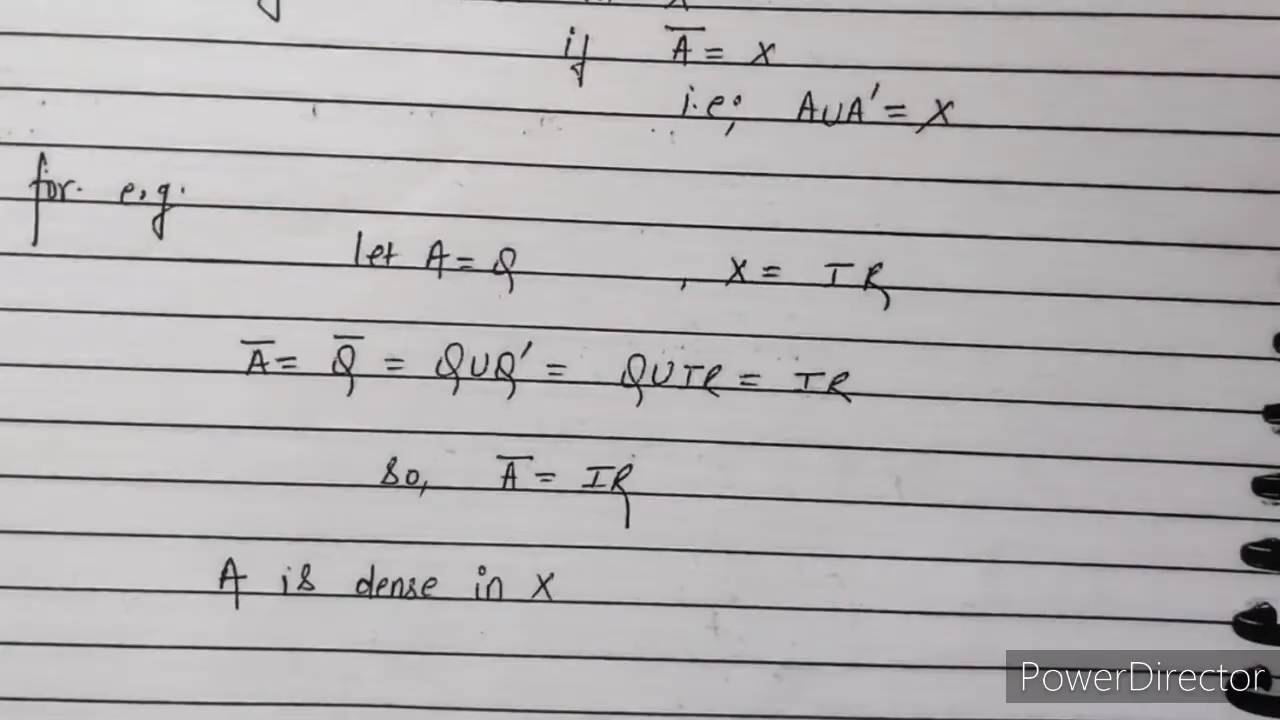 if A̅ = X
i.e; A∪A' = X
for. e.g.
let A = Q , X = IR
A̅ = Q̅ = Q∪Q' = Q∪IR = IR
so, A̅ = IR
A is dense in X
PowerDirector